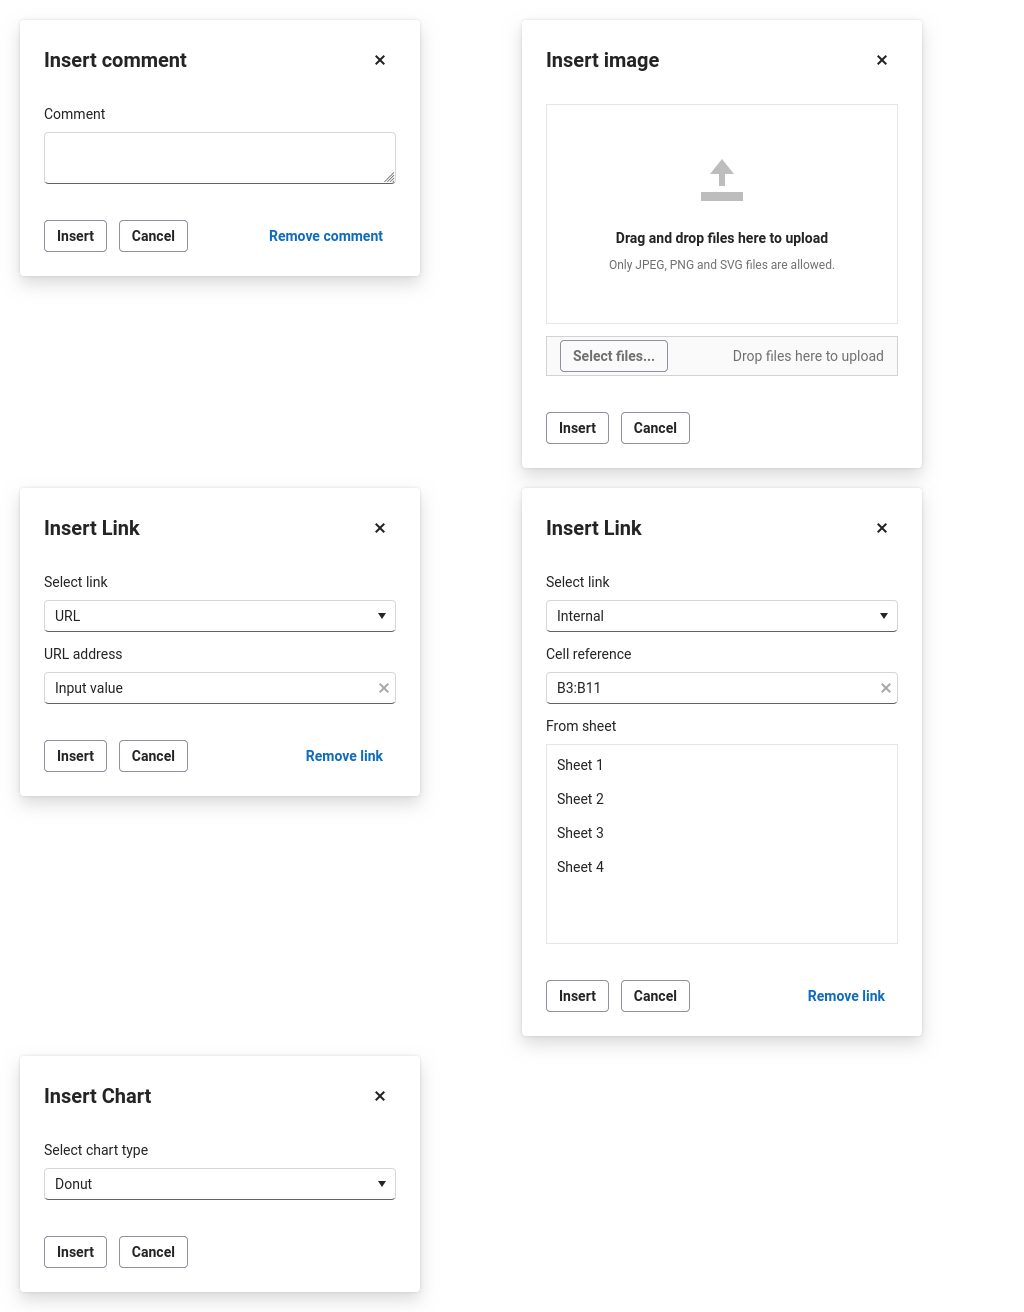 Insert comment
Comment
Insert
Cancel
Remove comment
Insert image
Drag and drop files here to upload
Only JPEG, PNG and SVG files are allowed.
Select files...
Drop files here to upload
Insert
Cancel
Insert Link
Select link
URL
URL address
Input value
Insert
Cancel
Remove link
Insert Link
Select link
Internal
Cell reference
B3:B11
From sheet
Sheet 1
Sheet 2
Sheet 3
Sheet 4
Insert
Cancel
Remove link
Insert Chart
Select chart type
Donut
Insert
Cancel